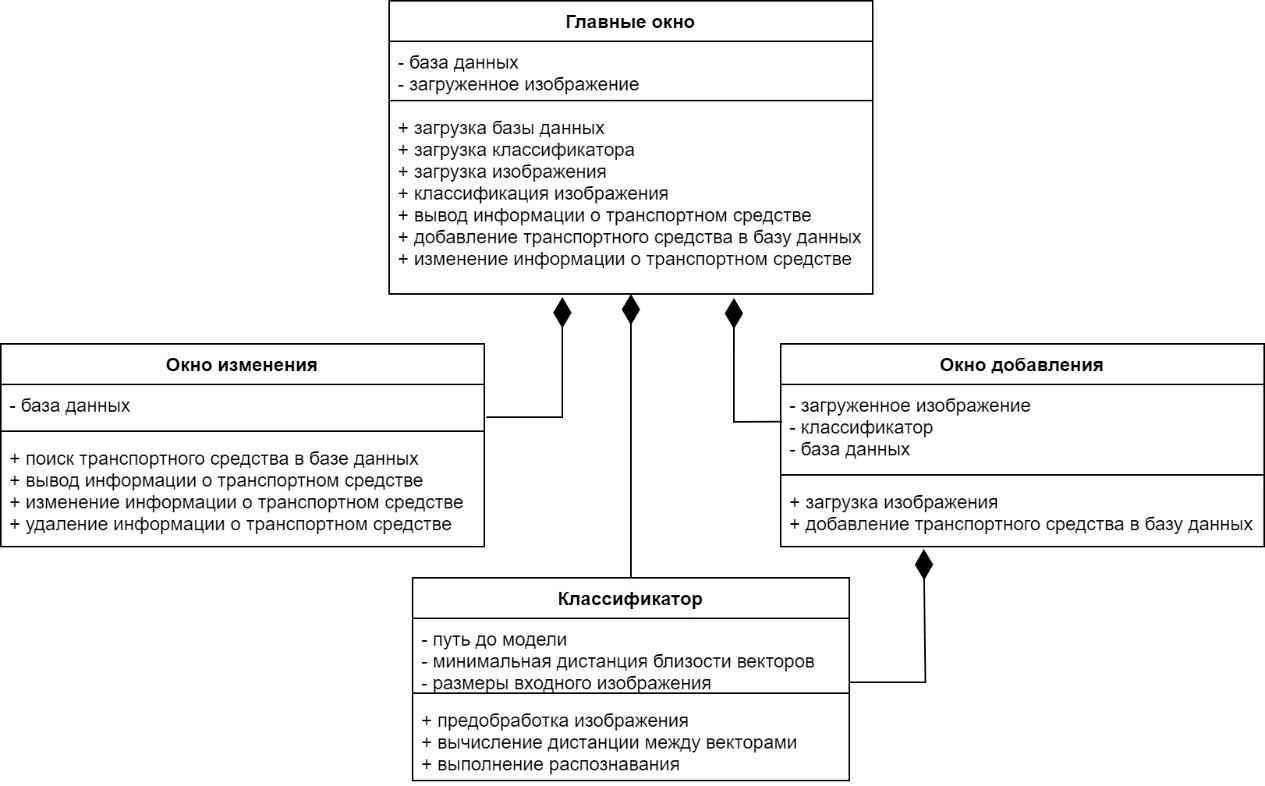 Главные окно
- база данных
- загруженное изображение
+ загрузка базы данных
+ загрузка классификатора
+ загрузка изображения
+ классификация изображения
+ вывод информации о транспортном средстве
+ добавление транспортного средства в базу данных
+ изменение информации о транспортном средстве
Окно изменения
- база данных
+ поиск транспортного средства в базе данных
+ вывод информации о транспортном средстве
+ изменение информации о транспортном средстве
+ удаление информации о транспортном средстве
Окно добавления
- загруженное изображение
- классификатор
- база данных
+ загрузка изображения
+ добавление транспортного средства в базу данных
Классификатор
- путь до модели
- минимальная дистанция близости векторов
- размеры входного изображения
+ предобработка изображения
+ вычисление дистанции между векторами
+ выполнение распознавания